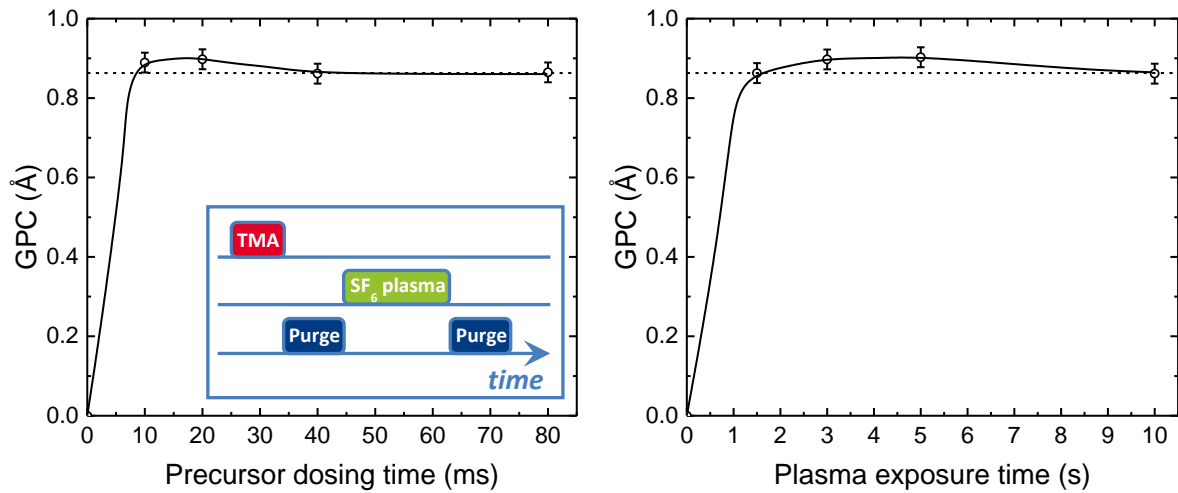 GPC (Å)
1.0
0.8
0.6
0.4
0.2
0.0
TMA
SF6 plasma
Purge Purge
time
0 10 20 30 40 50 60 70 80
Precursor dosing time (ms)
GPC (Å)
1.0
0.8
0.6
0.4
0.2
0.0
0 1 2 3 4 5 6 7 8 9 10
Plasma exposure time (s)